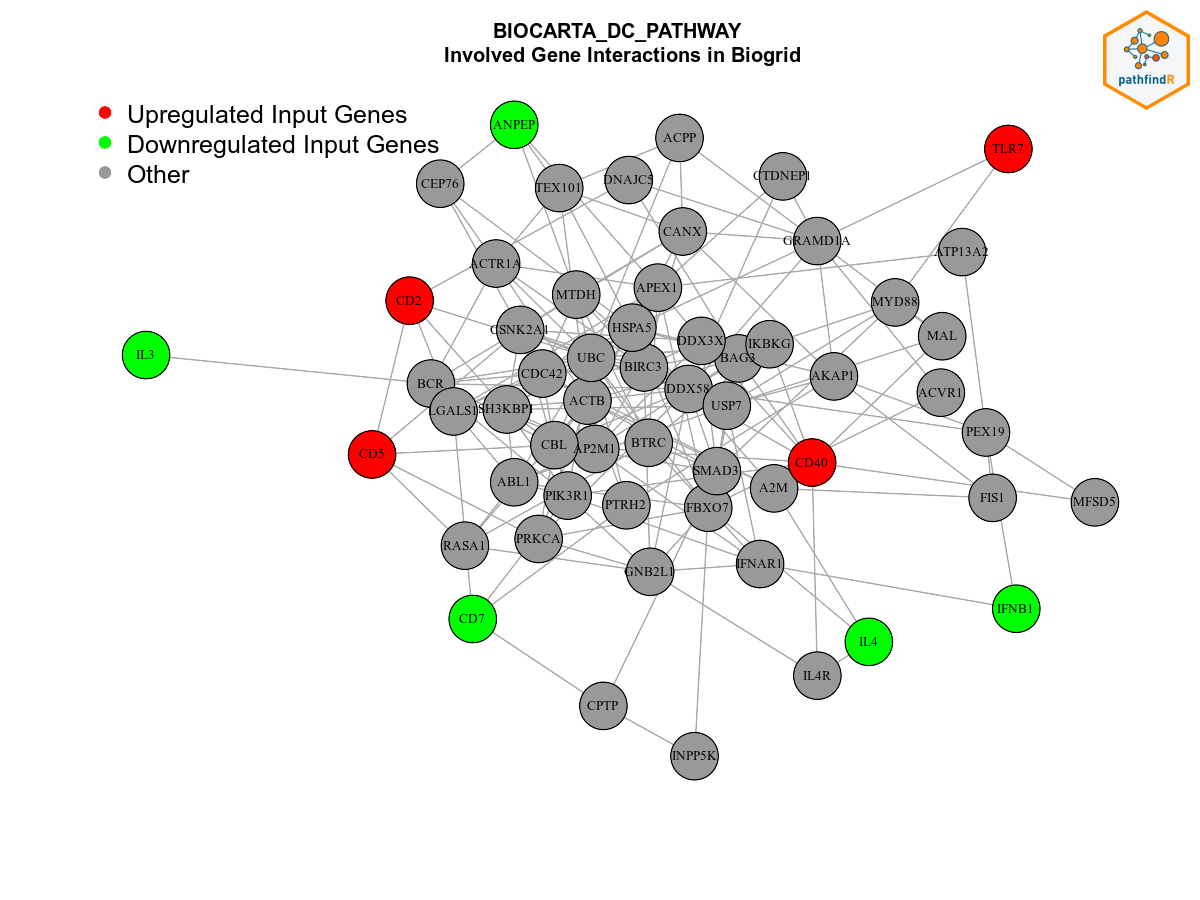 BIOCARTA_DC_PATHWAY
Involved Gene Interactions in Biogrid
pathfindR
Upregulated Input Genes
Downregulated Input Genes
Other
ANPEP
ACPP
TLR7
CEP76
TEX101
DNAJC5
CTDNEP1
CANX
GRAMD1A
ATP13A2
ACTR1A
MTDH
APEX1
CD2
MYD88
CSNK2A1
HSPA5
DDX3X
IKBKG
MAL
IL3
UBC
BIRC3
BAG3
BCR
CDC42
DDX58
AKAP1
ACVR1
LGALS1
SH3KBP1
ACTB
USP7
PEX19
CD5
CBL
AP2M1
BTRC
SMAD3
CD40
ABL1
PIK3R1
PTRH2
FBXO7
A2M
FIS1
MFSD5
RASA1
PRKCA
GNB2L1
IFNAR1
CD7
IFNB1
IL4
IL4R
CPTP
INPP5K